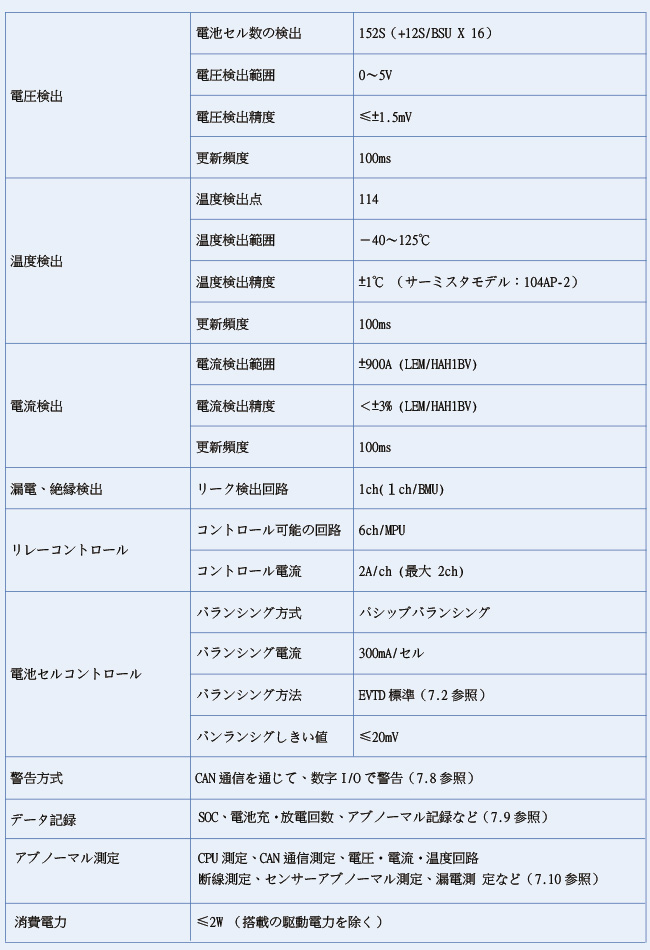 電圧検出
電池セル数の検出 152S(+12S/BSU X 16)
電圧検出範囲 0～5V
電圧検出精度 ≤±1.5mV
更新頻度 100ms
温度検出
温度検出点 114
温度検出範囲 －40～125℃
温度検出精度 ±1℃ (サーミスタモデル：104AP-2)
更新頻度 100ms
電流検出
電流検出範囲 ±900A (LEM/HAH1BV)
電流検出精度 ＜±3% (LEM/HAH1BV)
更新頻度 100ms
漏電、絶縁検出 リーク検出回路 1ch(１ch/BMU)
リレーコントロール
コントロール可能の回路 6ch/MPU
コントロール電流 2A/ch (最大 2ch)
電池セルコントロール
バランシング方式 パシップバランシング
バランシング電流 300mA/セル
バランシング方法 EVTD標準(7.2参照)
バンランシグしきい値 ≤20mV
警告方式 CAN通信を通じて、数字I/Oで警告(7.8参照)
データ記録 SOC、電池充・放電回数、アブノーマル記録など(7.9参照)
アブノーマル測定 CPU測定、CAN通信測定、電圧・電流・温度回路
断線測定、センサーアブノーマル測定、漏電測 定など(7.10参照)
消費電力 ≤2W (搭載の駆動電力を除く)